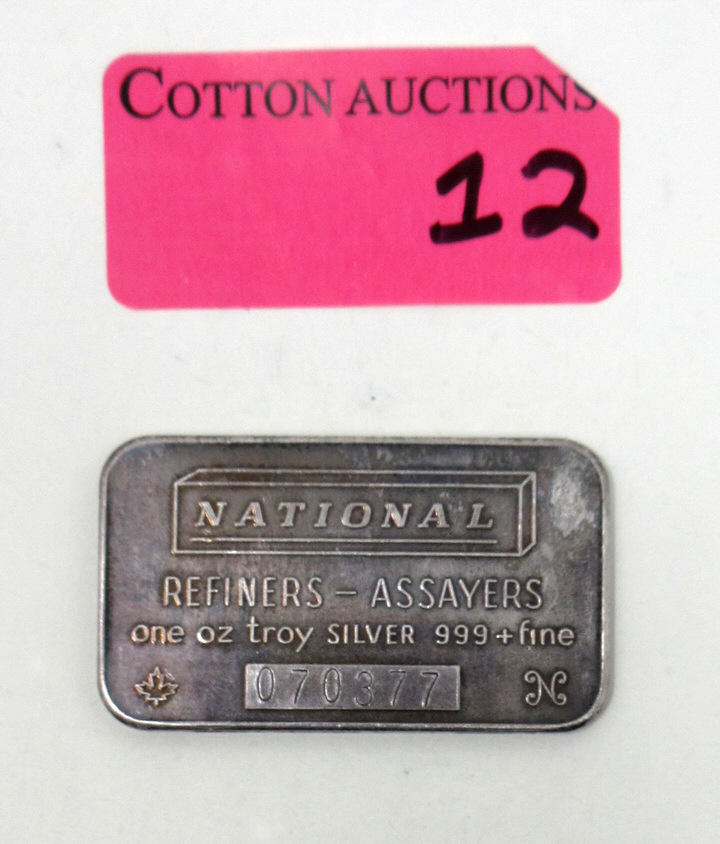 COTTON AUCTIONS
12
NATIONAL
REFINERS - ASSAYERS
one oz troy SILVER 999+fine
070377 N